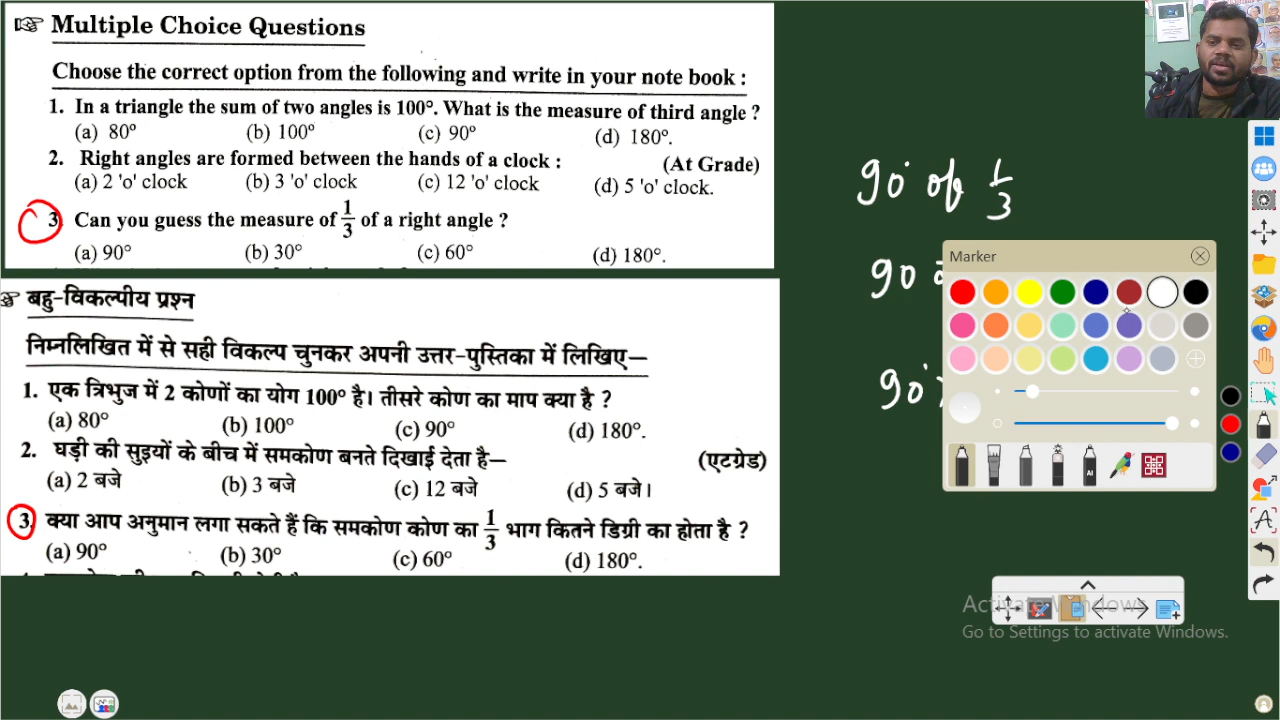 Multiple Choice Questions
Choose the correct option from the following and write in your note book :
1. In a triangle the sum of two angles is 100°. What is the measure of third angle ?
(a) 80° (b) 100° (c) 90° (d) 180°.
2. Right angles are formed between the hands of a clock : (At Grade)
(a) 2 'o' clock (b) 3 'o' clock (c) 12 'o' clock (d) 5 'o' clock.
3. Can you guess the measure of 1/3 of a right angle ?
(a) 90° (b) 30° (c) 60° (d) 180°.
बहु-विकल्पीय प्रश्न
निम्नलिखित में से सही विकल्प चुनकर अपनी उत्तर-पुस्तिका में लिखिए—
1. एक त्रिभुज में 2 कोणों का योग 100° है। तीसरे कोण का माप क्या है ?
(a) 80° (b) 100° (c) 90° (d) 180°.
2. घड़ी की सुइयों के बीच में समकोण बनते दिखाई देता है— (एटग्रेड)
(a) 2 बजे (b) 3 बजे (c) 12 बजे (d) 5 बजे।
3. क्या आप अनुमान लगा सकते हैं कि समकोण कोण का 1/3 भाग कितने डिग्री का होता है ?
(a) 90° (b) 30° (c) 60° (d) 180°.
90° of 1/3
90
90°
Marker
AI
Activate Windows
Go to Settings to activate Windows.